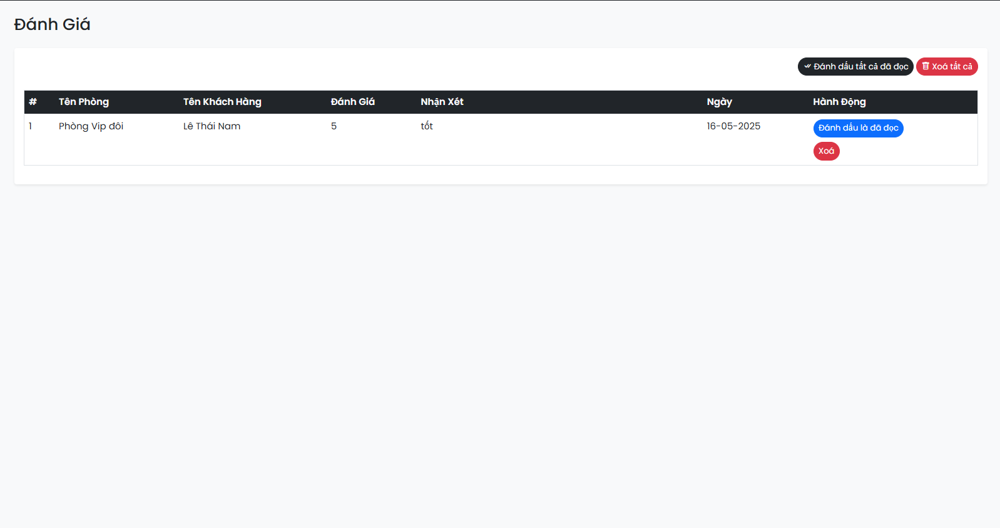 Đánh Giá
Đánh dấu tất cả đã đọc Xoá tất cả
# Tên Phòng Tên Khách Hàng Đánh Giá Nhận Xét Ngày Hành Động
1 Phòng Vip đôi Lê Thái Nam 5 tốt 16-05-2025 Đánh dấu là đã đọc
Xoá